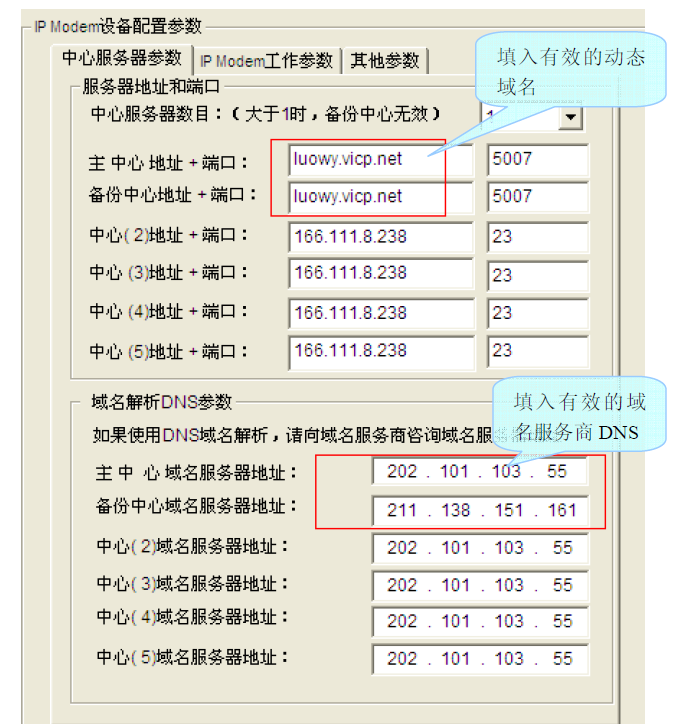 IP Modem设备配置参数
中心服务器参数 IP Modem工作参数 其他参数
填入有效的动态
域名
服务器地址和端口
中心服务器数目：（大于1时，备份中心无效）
主 中心 地址 + 端口： luowy.vicp.net 5007
备份中心地址 + 端口： luowy.vicp.net 5007
中心( 2)地址 + 端口： 166.111.8.238 23
中心 (3)地址 + 端口： 166.111.8.238 23
中心 (4)地址 + 端口： 166.111.8.238 23
中心 (5)地址 + 端口： 166.111.8.238 23
填入有效的域
名服务商 DNS
域名解析DNS参数
如果使用DNS域名解析，请向域名服务商咨询域名服
主 中 心 域名服务器地址： 202 . 101 . 103 . 55
备份中心域名服务器地址： 211 . 138 . 151 . 161
中心( 2)域名服务器地址： 202 . 101 . 103 . 55
中心( 3)域名服务器地址： 202 . 101 . 103 . 55
中心( 4)域名服务器地址： 202 . 101 . 103 . 55
中心( 5)域名服务器地址： 202 . 101 . 103 . 55